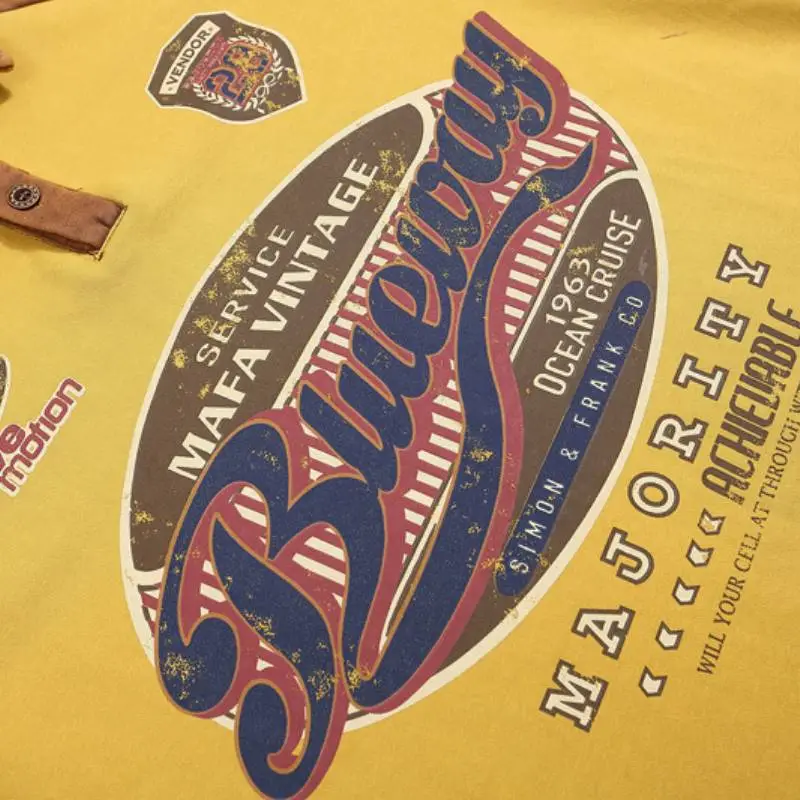 VENDOR
23
SERVICE
MAFA VINTAGE
Blueway
1963
OCEAN CRUISE
SIMON & FRANK CO
MAJORITY
ACHIEVABLE
WILL YOUR CELL AT THROUGH
motion